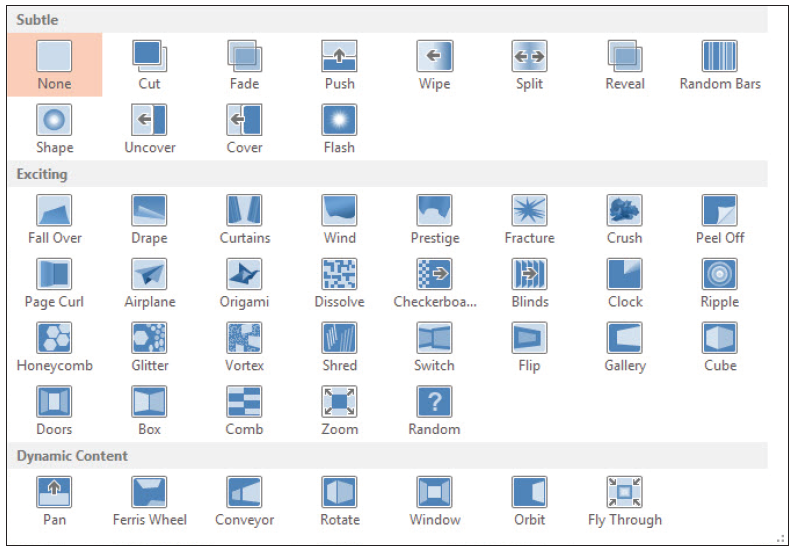 Subtle
None Cut Fade Push Wipe Split Reveal Random Bars
Shape Uncover Cover Flash
Exciting
Fall Over Drape Curtains Wind Prestige Fracture Crush Peel Off
Page Curl Airplane Origami Dissolve Checkerboa... Blinds Clock Ripple
Honeycomb Glitter Vortex Shred Switch Flip Gallery Cube
Doors Box Comb ? Zoom Random
Dynamic Content
Pan Ferris Wheel Conveyor Rotate Window Orbit Fly Through